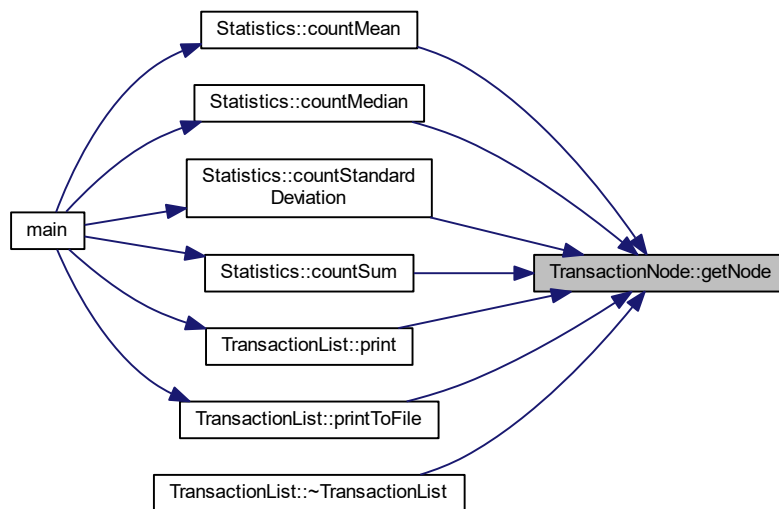 Statistics::countMean
Statistics::countMedian
Statistics::countStandard
Deviation
main
Statistics::countSum
TransactionNode::getNode
TransactionList::print
TransactionList::printToFile
TransactionList::~TransactionList